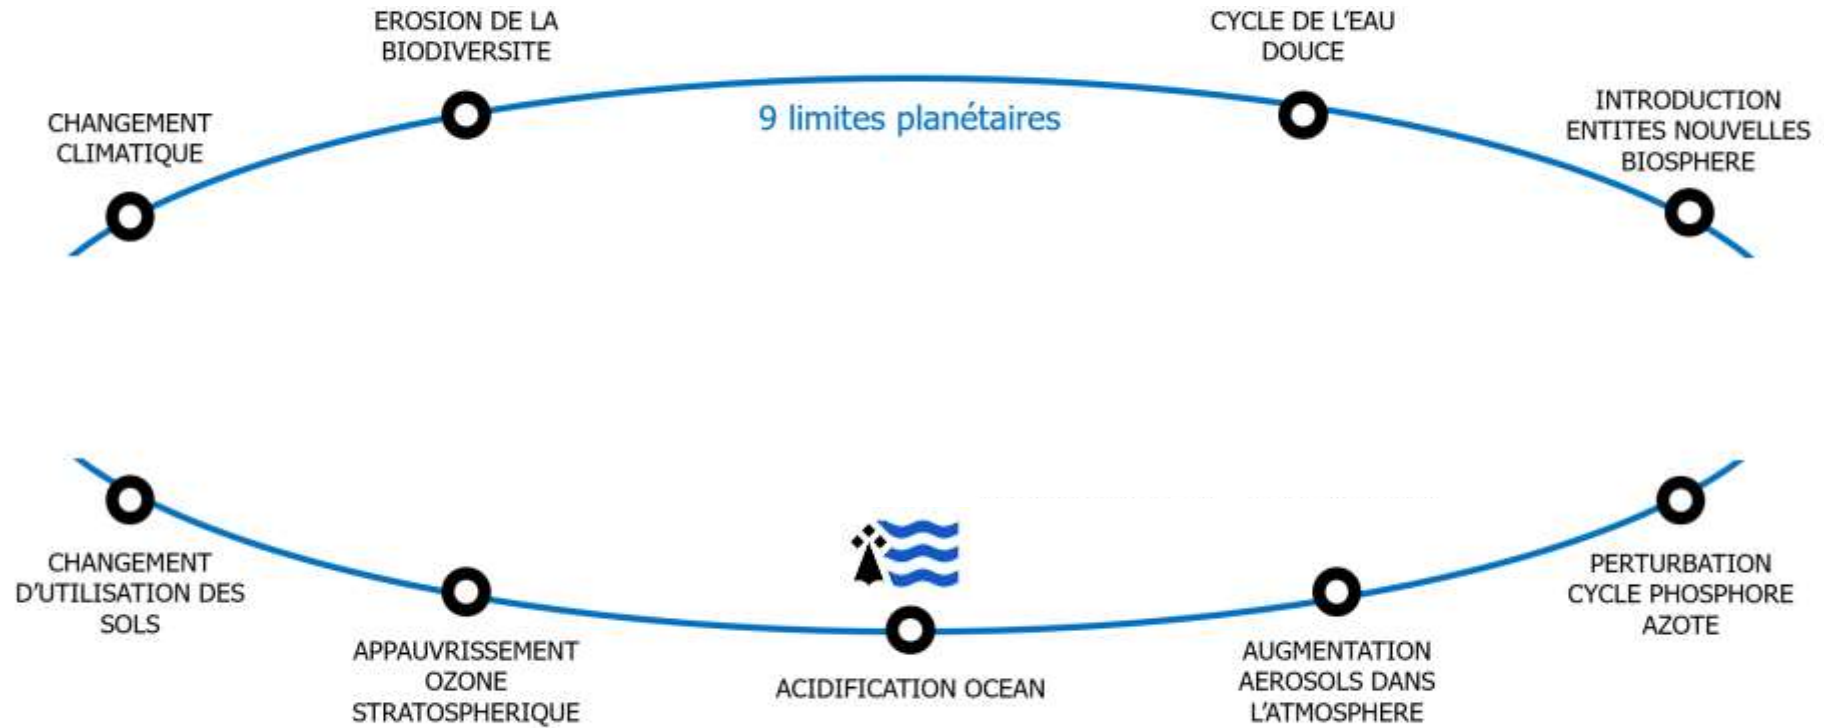 EROSION DE LA
BIODIVERSITE
CYCLE DE L'EAU
DOUCE
9 limites planétaires
INTRODUCTION
ENTITES NOUVELLES
BIOSPHERE
CHANGEMENT
CLIMATIQUE
CHANGEMENT
D'UTILISATION DES
SOLS
APPAUVRISSEMENT
OZONE
STRATOSPHERIQUE
ACIDIFICATION OCEAN
AUGMENTATION
AEROSOLS DANS
L'ATMOSPHERE
PERTURBATION
CYCLE PHOSPHORE
AZOTE